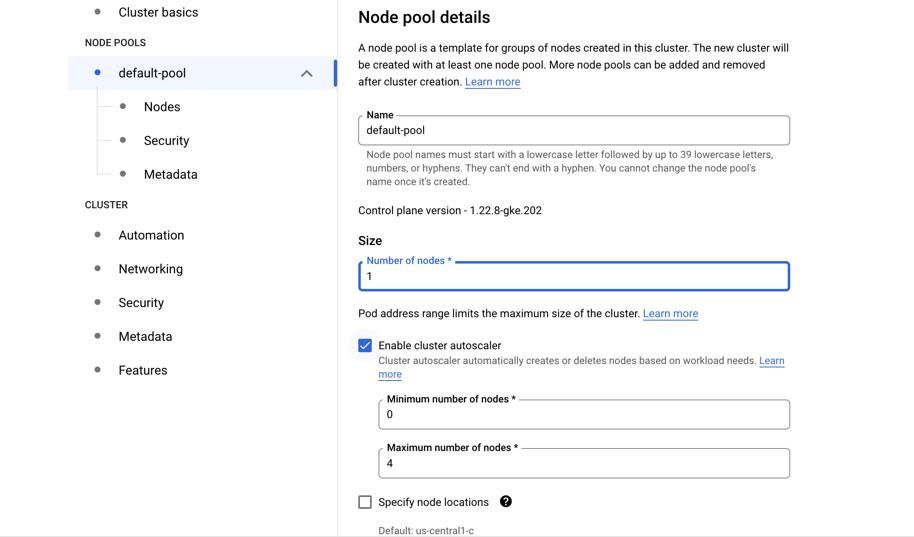 Cluster basics
NODE POOLS
default-pool
Nodes
Security
Metadata
CLUSTER
Automation
Networking
Security
Metadata
Features
Node pool details
A node pool is a template for groups of nodes created in this cluster. The new cluster will
be created with at least one node pool. More node pools can be added and removed
after cluster creation. Learn more
Name
default-pool
Node pool names must start with a lowercase letter followed by up to 39 lowercase letters,
numbers, or hyphens. They can't end with a hyphen. You cannot change the node pool's
name once it's created.
Control plane version - 1.22.8-gke.202
Size
Number of nodes *
1
Pod address range limits the maximum size of the cluster. Learn more
Enable cluster autoscaler
Cluster autoscaler automatically creates or deletes nodes based on workload needs. Learn
more
Minimum number of nodes *
0
Maximum number of nodes *
4
Specify node locations ?
Default: us-central1-c